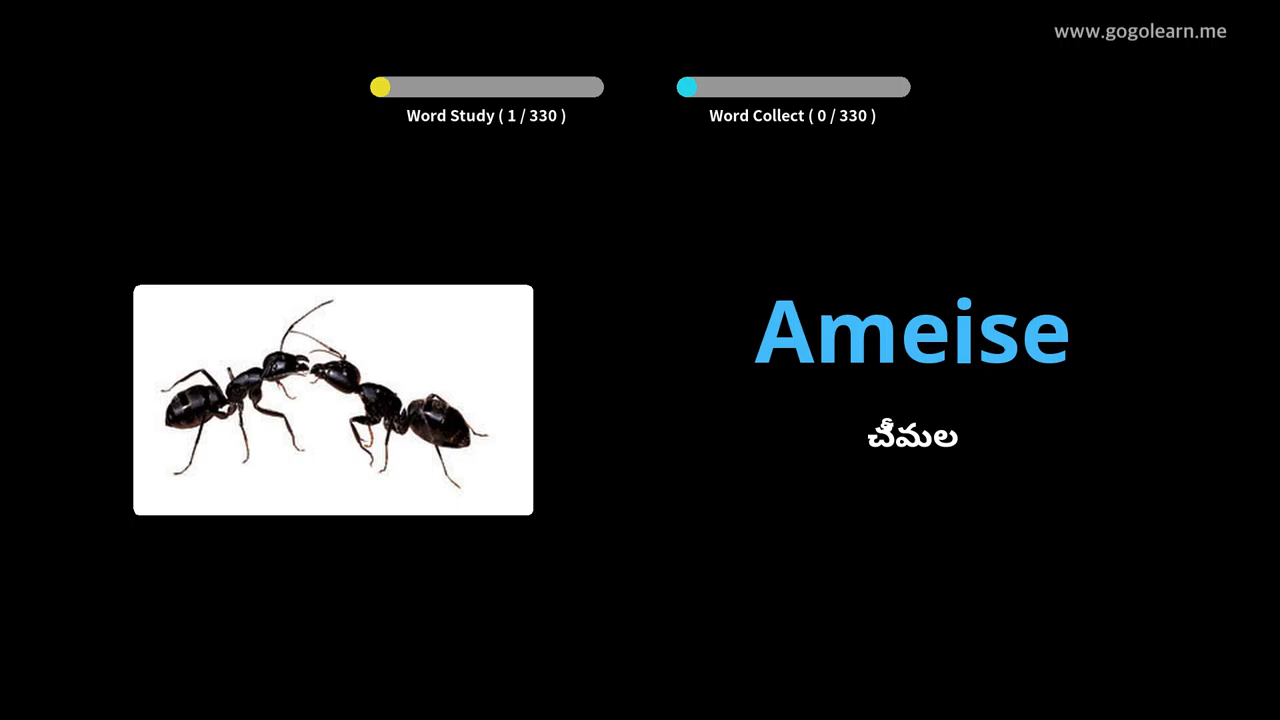 www.gogolearn.me
Word Study ( 1 / 330 )
Word Collect ( 0 / 330 )
Ameise
చీమల